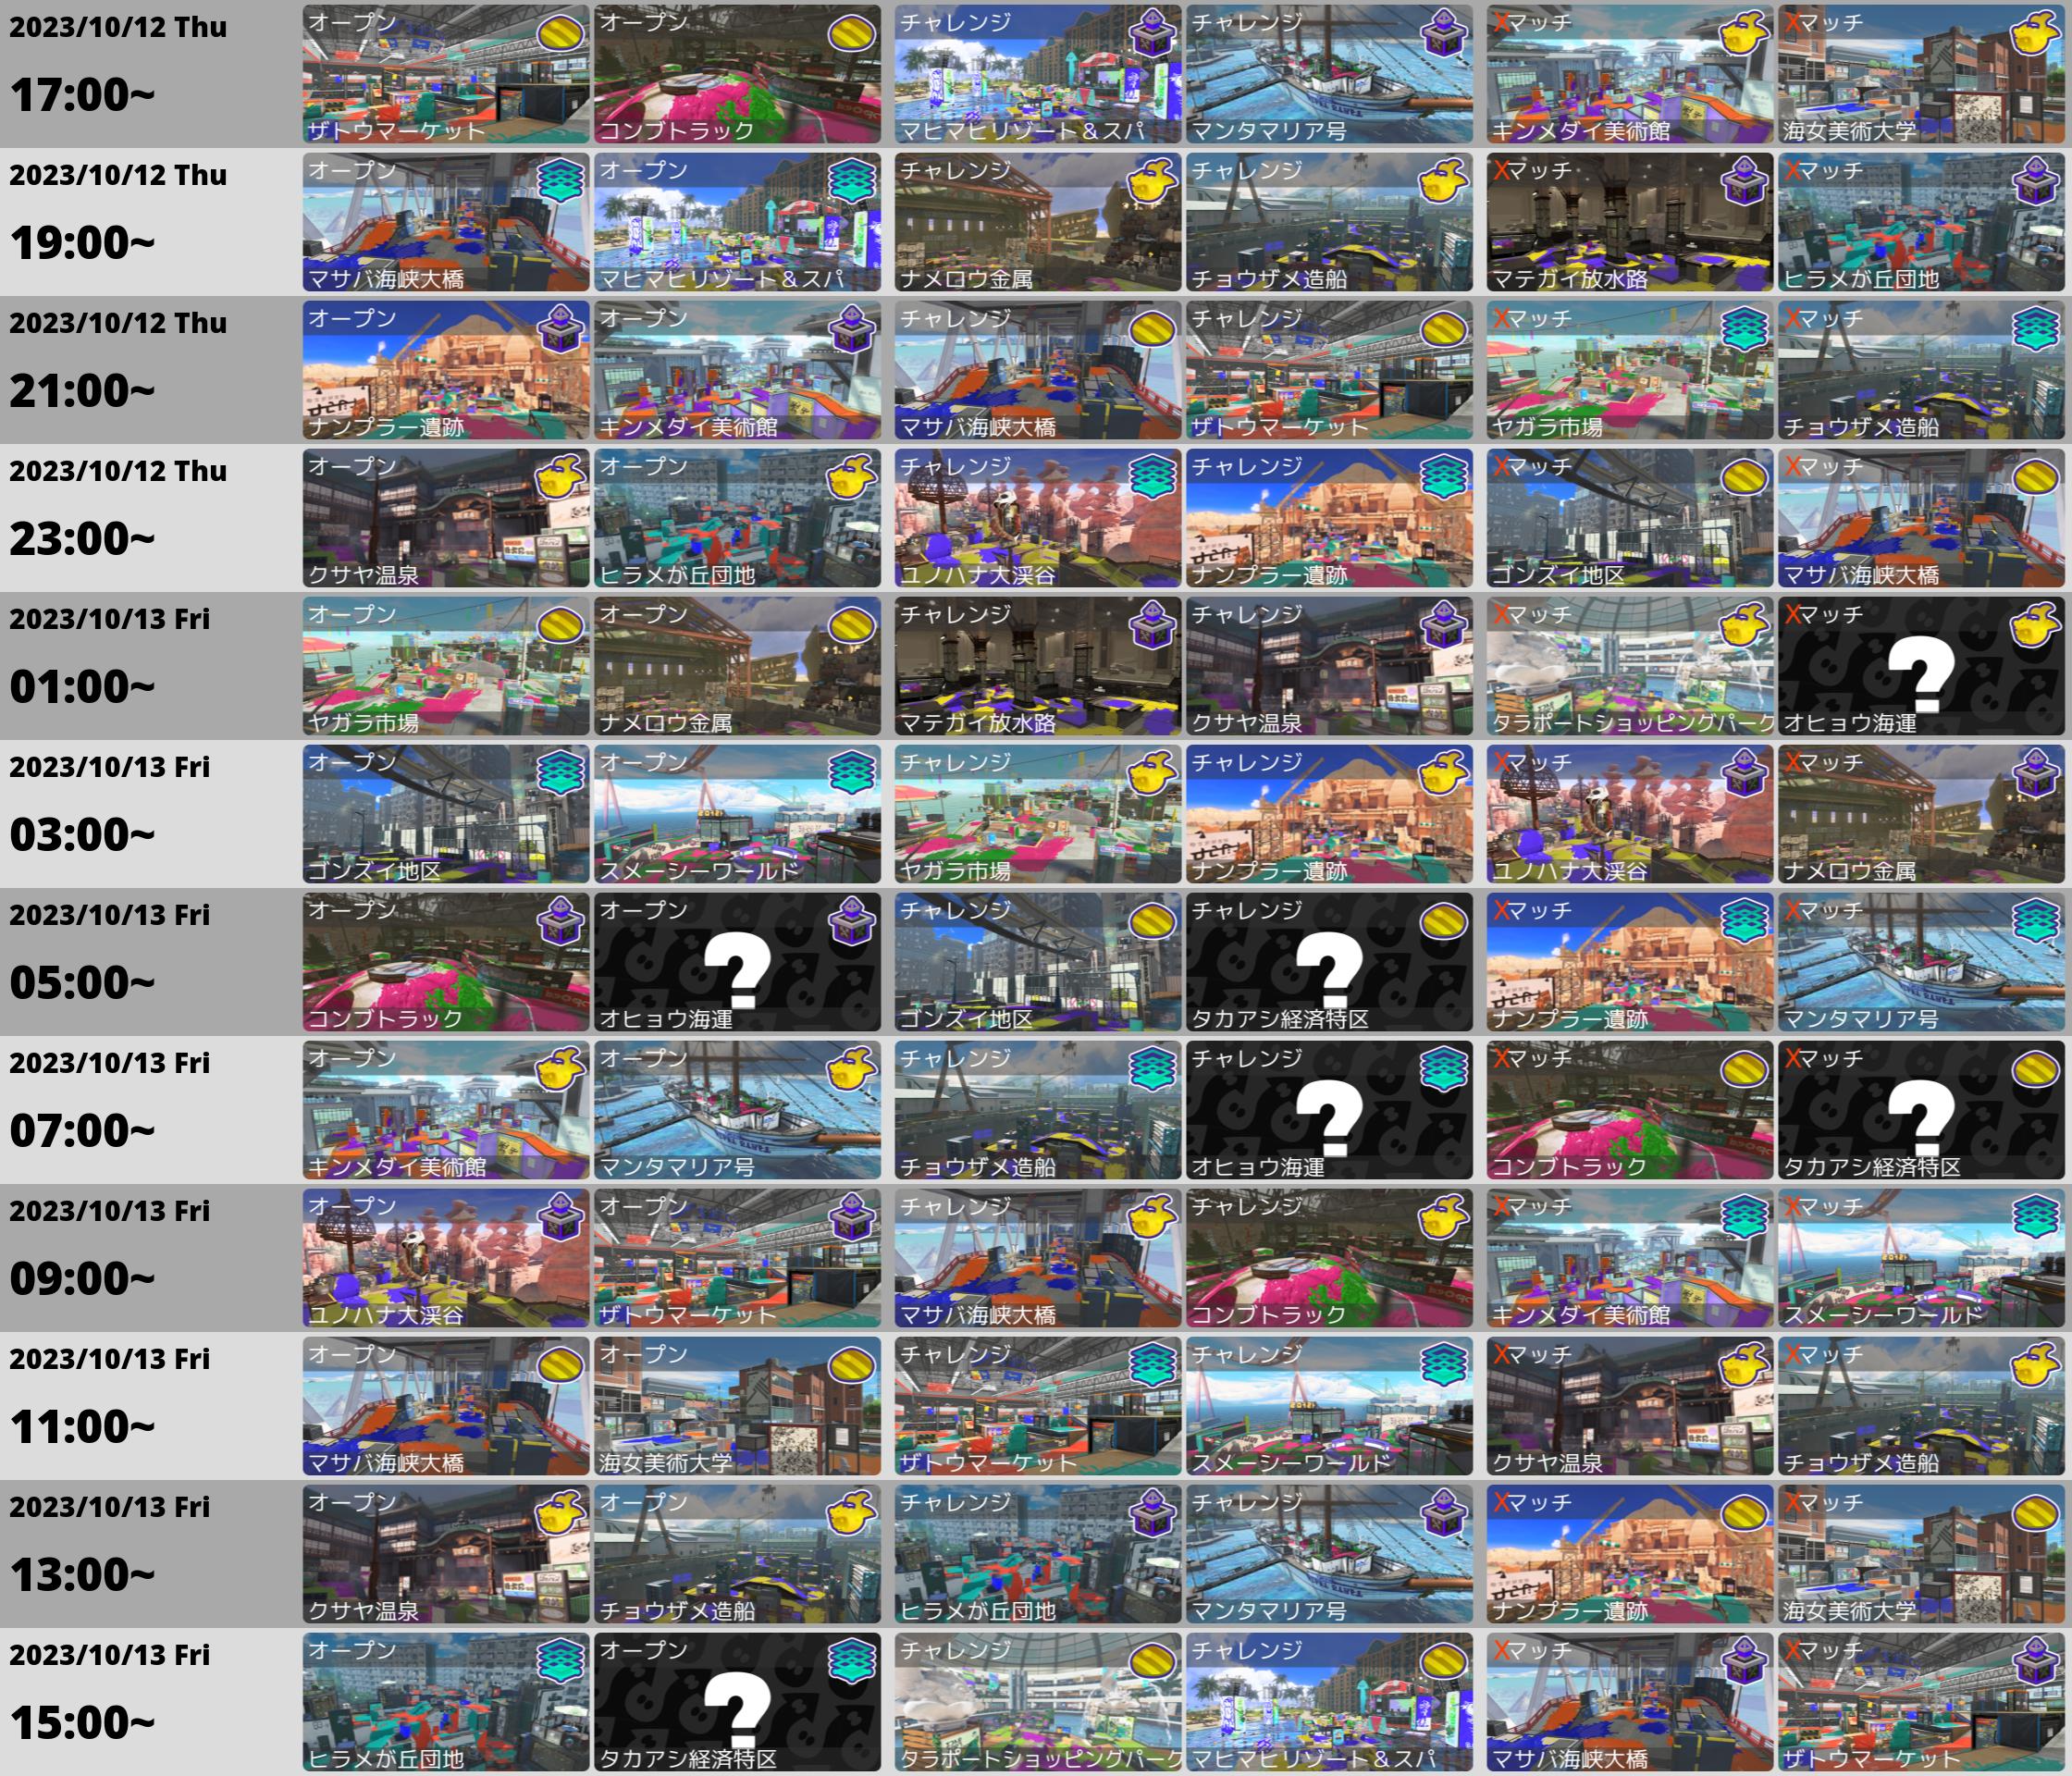 2023/10/12 Thu
17:00~
オープン オープン チャレンジ チャレンジ Xマッチ Xマッチ
ザトウマーケット コンブトラック マヒマヒリゾート＆スパ マンタマリア号 キンメダイ美術館 海女美術大学
2023/10/12 Thu
19:00~
オープン オープン チャレンジ チャレンジ Xマッチ Xマッチ
マサバ海峡大橋 マヒマヒリゾート＆スパ ナメロウ金属 チョウザメ造船 マテガイ放水路 ヒラメが丘団地
2023/10/12 Thu
21:00~
オープン オープン チャレンジ チャレンジ Xマッチ Xマッチ
ナンプラー遺跡 キンメダイ美術館 マサバ海峡大橋 ザトウマーケット ヤガラ市場 チョウザメ造船
2023/10/12 Thu
23:00~
オープン オープン チャレンジ チャレンジ Xマッチ Xマッチ
クサヤ温泉 ヒラメが丘団地 ユノハナ大渓谷 ナンプラー遺跡 ゴンズイ地区 マサバ海峡大橋
2023/10/13 Fri
01:00~
オープン オープン チャレンジ チャレンジ Xマッチ Xマッチ
ヤガラ市場 ナメロウ金属 マテガイ放水路 クサヤ温泉 タラポートショッピングパーク オヒョウ海運
2023/10/13 Fri
03:00~
オープン オープン チャレンジ チャレンジ Xマッチ Xマッチ
ゴンズイ地区 スメーシーワールド ヤガラ市場 ナンプラー遺跡 ユノハナ大渓谷 ナメロウ金属
2023/10/13 Fri
05:00~
オープン オープン チャレンジ チャレンジ Xマッチ Xマッチ
コンブトラック オヒョウ海運 ゴンズイ地区 タカアシ経済特区 ナンプラー遺跡 マンタマリア号
2023/10/13 Fri
07:00~
オープン オープン チャレンジ チャレンジ Xマッチ Xマッチ
キンメダイ美術館 マンタマリア号 チョウザメ造船 オヒョウ海運 コンブトラック タカアシ経済特区
2023/10/13 Fri
09:00~
オープン オープン チャレンジ チャレンジ Xマッチ Xマッチ
ユノハナ大渓谷 ザトウマーケット マサバ海峡大橋 コンブトラック キンメダイ美術館 スメーシーワールド
2023/10/13 Fri
11:00~
オープン オープン チャレンジ チャレンジ Xマッチ Xマッチ
マサバ海峡大橋 海女美術大学 ザトウマーケット スメーシーワールド クサヤ温泉 チョウザメ造船
2023/10/13 Fri
13:00~
オープン オープン チャレンジ チャレンジ Xマッチ Xマッチ
クサヤ温泉 チョウザメ造船 ヒラメが丘団地 マンタマリア号 ナンプラー遺跡 海女美術大学
2023/10/13 Fri
15:00~
オープン オープン チャレンジ チャレンジ Xマッチ Xマッチ
ヒラメが丘団地 タカアシ経済特区 タラポートショッピングパーク マヒマヒリゾート＆スパ マサバ海峡大橋 ザトウマーケット